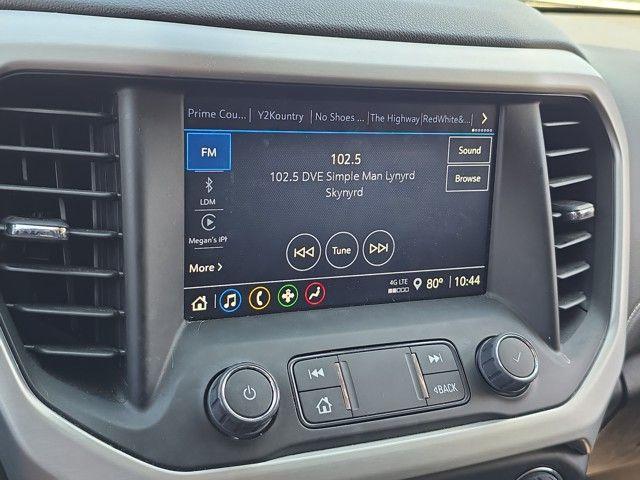 Prime Cou... Y2Kountry No Shoes ... The Highway RedWhite&...
FM
102.5
Sound
102.5 DVE Simple Man Lynyrd
Skynyrd
Browse
LDM
Megan's iPh
Tune
More
4G LTE
80° 10:44
BACK